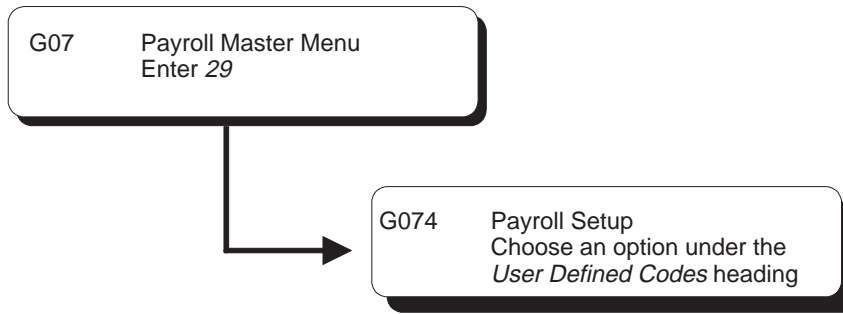 G07 Payroll Master Menu
Enter 29
G074 Payroll Setup
Choose an option under the
User Defined Codes heading